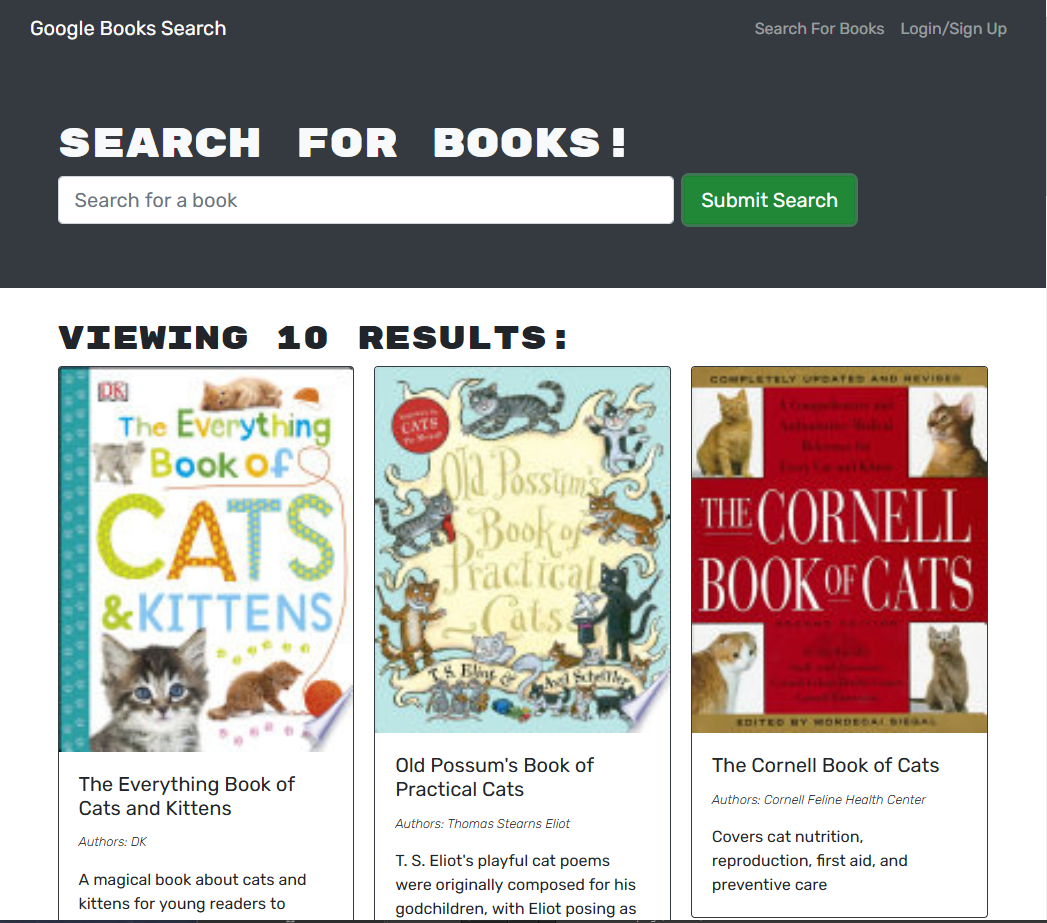 Google Books Search
Search For Books Login/Sign Up
SEARCH FOR BOOKS!
Search for a book
Submit Search
VIEWING 10 RESULTS:
DK
The Everything
Book of
CATS
& KITTENS
The Everything Book of
Cats and Kittens
Authors: DK
A magical book about cats and
kittens for young readers to
CATS
Old Possum's
Book of
Practical
Cats
T. S. Eliot &
Axel Scheffler
Old Possum's Book of
Practical Cats
Authors: Thomas Stearns Eliot
T. S. Eliot's playful cat poems
were originally composed for his
godchildren, with Eliot posing as
COMPLETELY UPDATED AND REVISED
A Comprehensive and
Authoritative Medical
Reference for
Every Cat and Kitten
THE CORNELL
BOOK OF CATS
SECOND EDITION
EDITED BY MORDECAI SIEGAL
The Cornell Book of Cats
Authors: Cornell Feline Health Center
Covers cat nutrition,
reproduction, first aid, and
preventive care